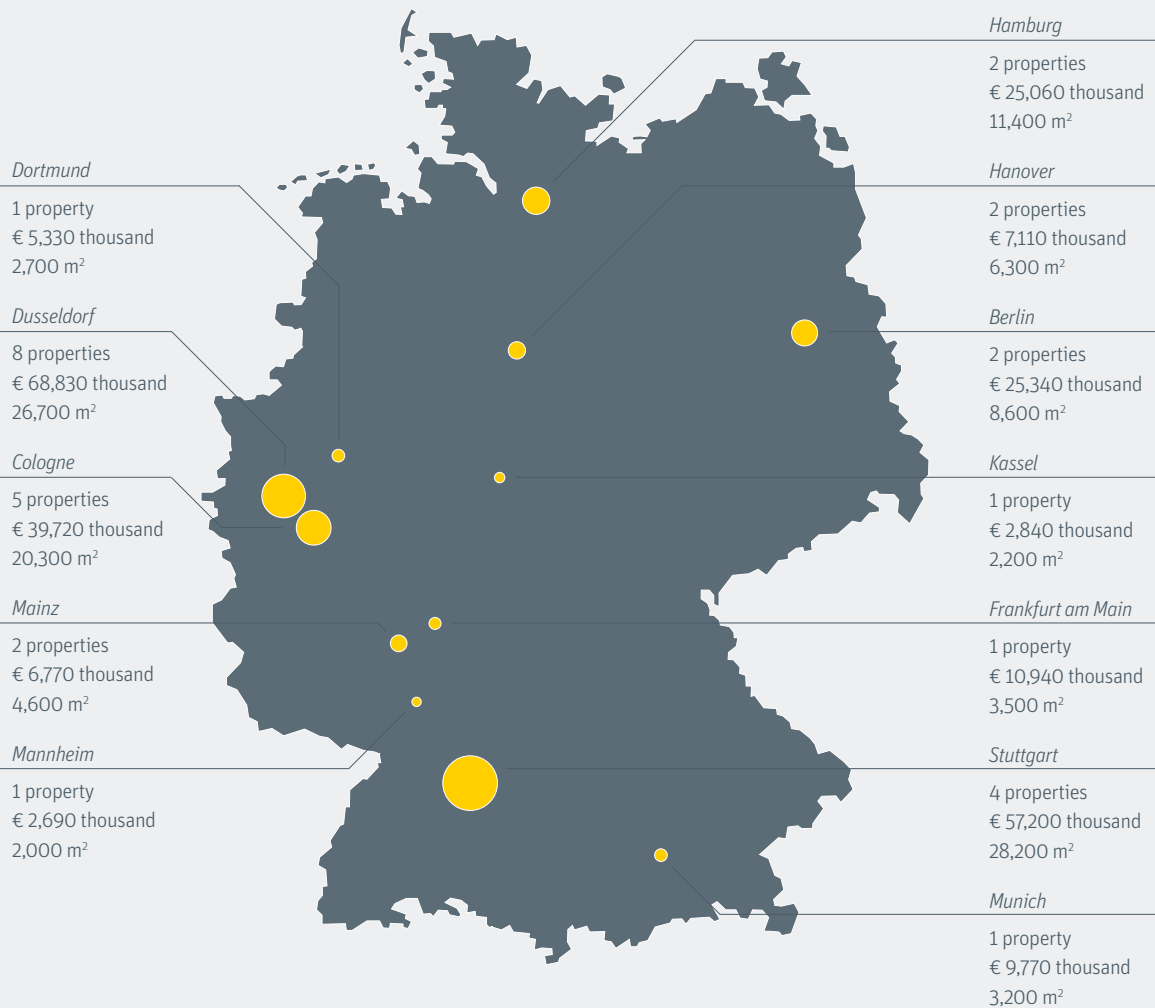 Dortmund
1 property
€ 5,330 thousand
2,700 m²
Dusseldorf
8 properties
€ 68,830 thousand
26,700 m²
Cologne
5 properties
€ 39,720 thousand
20,300 m²
Mainz
2 properties
€ 6,770 thousand
4,600 m²
Mannheim
1 property
€ 2,690 thousand
2,000 m²
Hamburg
2 properties
€ 25,060 thousand
11,400 m²
Hanover
2 properties
€ 7,110 thousand
6,300 m²
Berlin
2 properties
€ 25,340 thousand
8,600 m²
Kassel
1 property
€ 2,840 thousand
2,200 m²
Frankfurt am Main
1 property
€ 10,940 thousand
3,500 m²
Stuttgart
4 properties
€ 57,200 thousand
28,200 m²
Munich
1 property
€ 9,770 thousand
3,200 m²